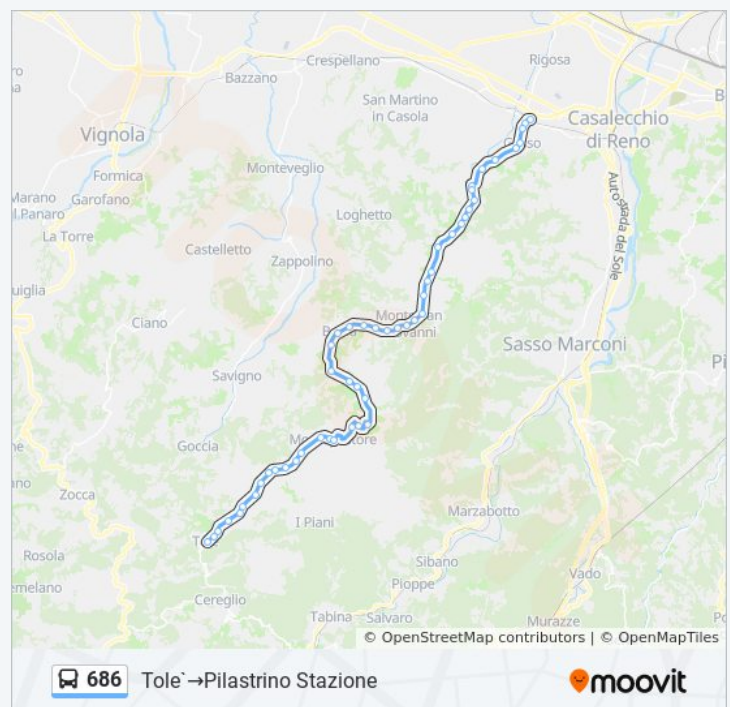 Crespellano
Rigosa
Bazzano
San Martino
in Casola
Casalecchio
di Reno
Vignola
Formica
Monteveglio
Marano
Garofano
Loghetto
La Torre
Castelletto
Zappolino
Autostrada del Sole
Ciano
Sasso Marconi
Savigno
Goccia
Zocca
Marzabotto
I Piani
Rosola
Sibano
Vado
Pioppe
Cereglio
Tabina
Salvaro
Murazze
© OpenStreetMap contributors | © OpenMapTiles
686
Tole`→Pilastrino Stazione
moovit